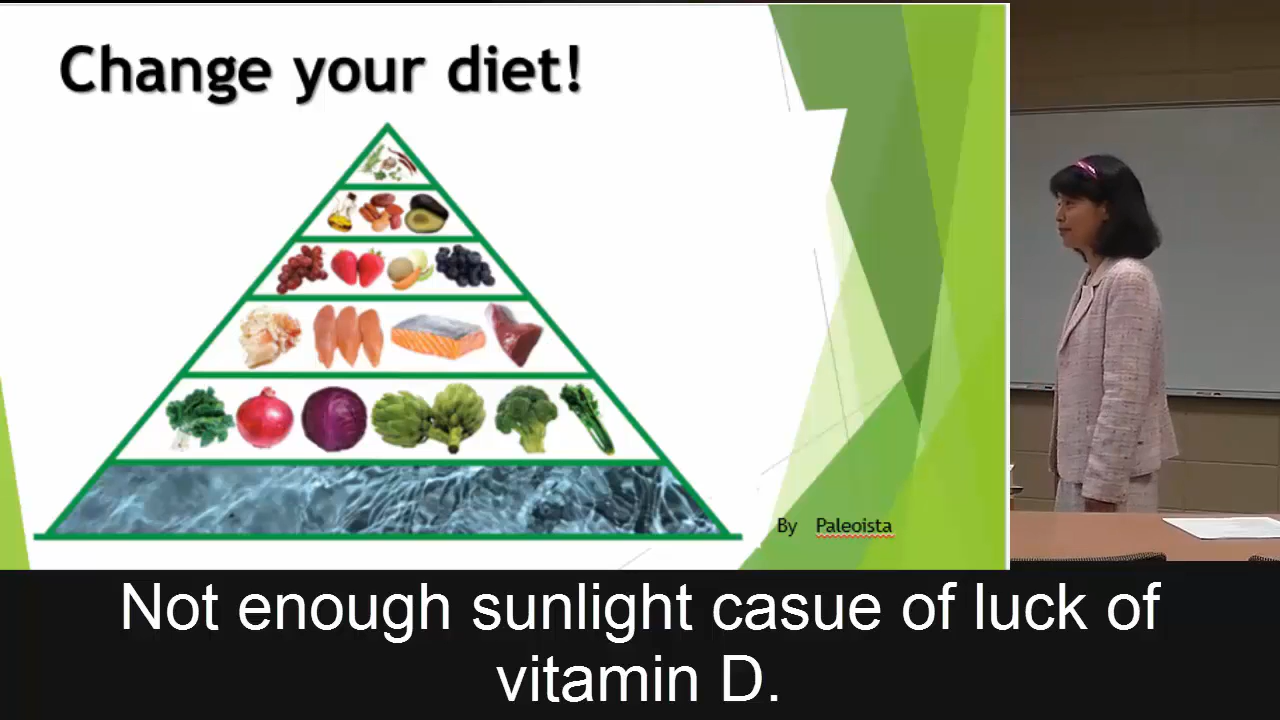 Change your diet!
By Paleoista
Not enough sunlight casue of luck of
vitamin D.